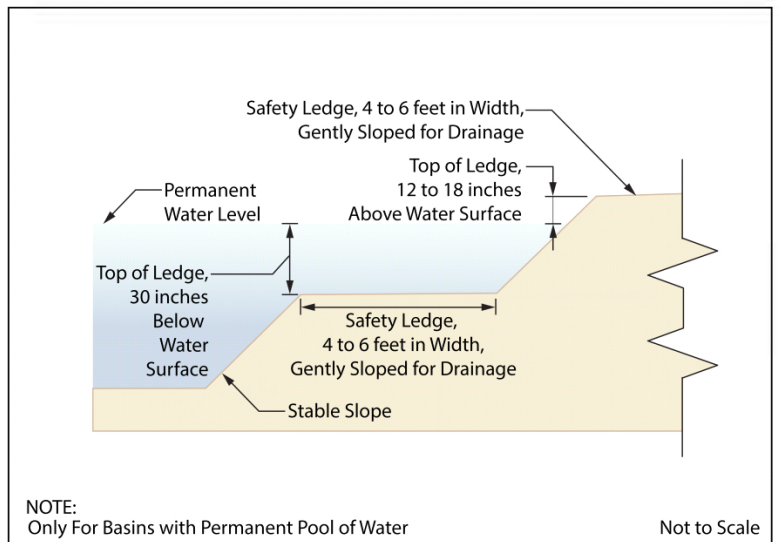 Safety Ledge, 4 to 6 feet in Width,
Gently Sloped for Drainage
Top of Ledge,
12 to 18 inches
Above Water Surface
Permanent
Water Level
Top of Ledge,
30 inches
Below
Water
Surface
Safety Ledge,
4 to 6 feet in Width,
Gently Sloped for Drainage
Stable Slope
NOTE:
Only For Basins with Permanent Pool of Water
Not to Scale